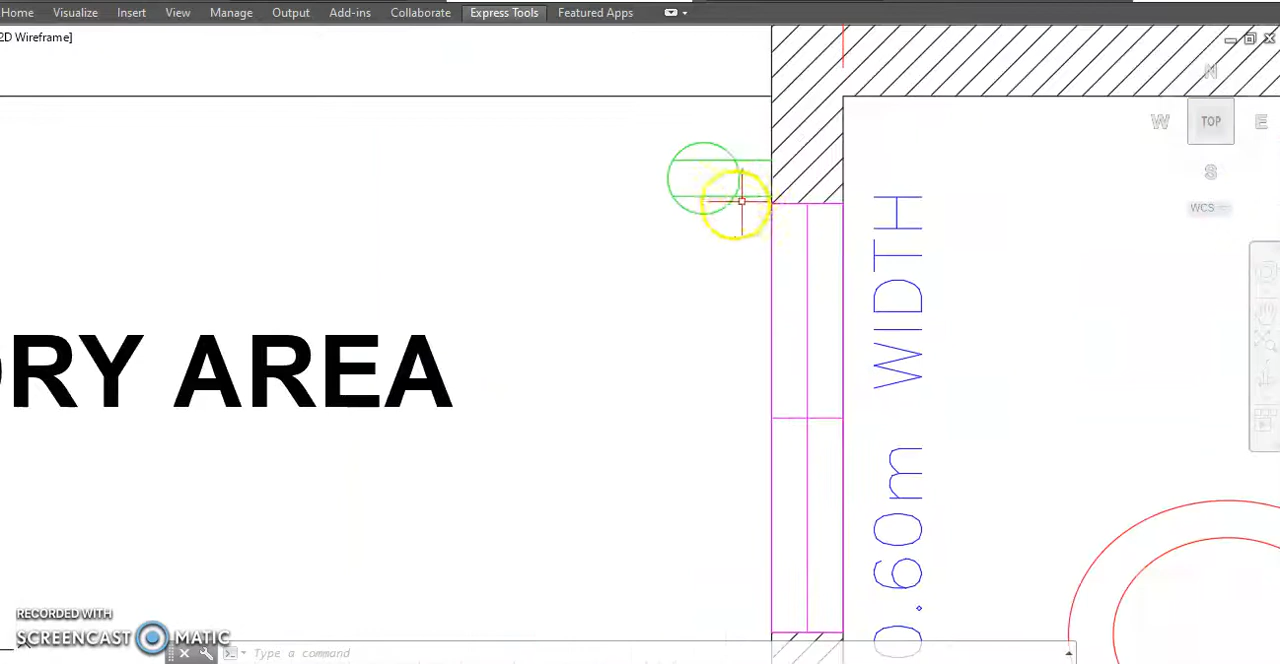 Home Visualize Insert View Manage Output Add-ins Collaborate Express Tools Featured Apps
2D Wireframe]
N
W TOP E
S
WCS
AREA
0.60m WIDTH
RECORDED WITH
SCREENCAST MATIC
Type a command